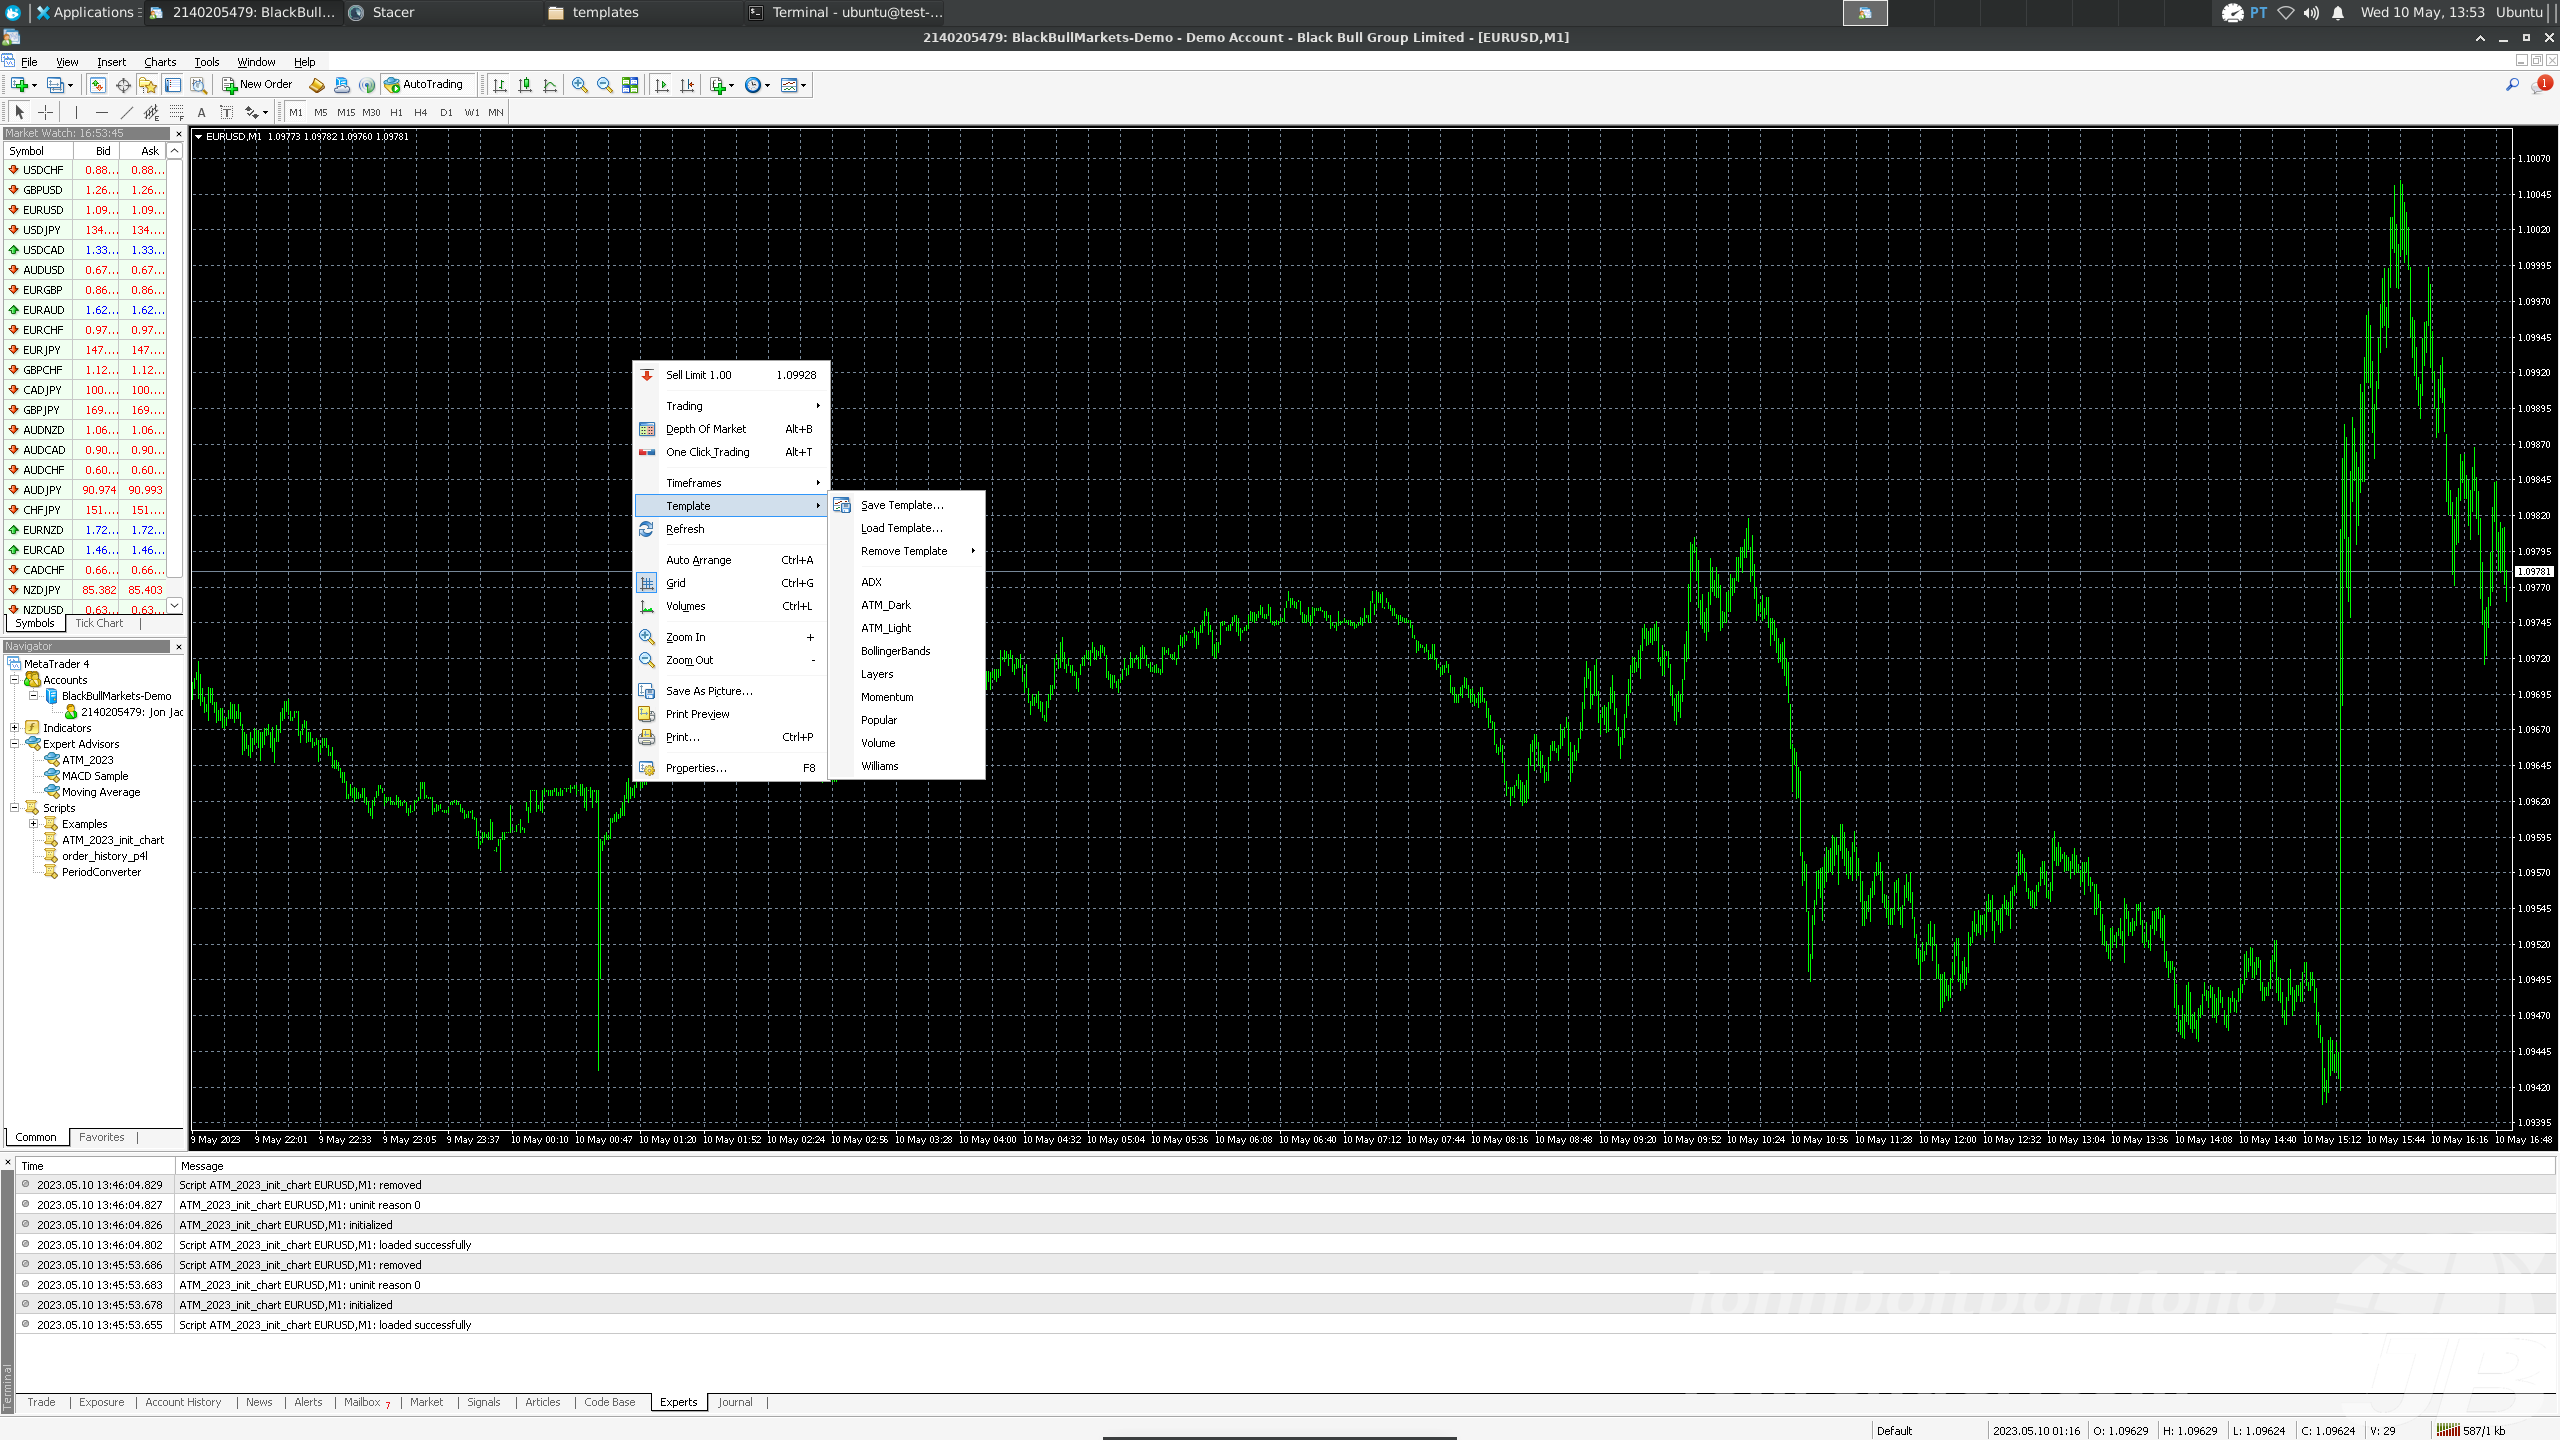 Applications
2140205479: BlackBull...
Stacer
templates
Terminal - ubuntu@test-...
PT
Wed 10 May, 13:53
Ubuntu
2140205479: BlackBullMarkets-Demo - Demo Account - Black Bull Group Limited - [EURUSD,M1]
File View Insert Charts Tools Window Help
New Order AutoTrading 1
A T M1 M5 M15 M30 H1 H4 D1 W1 MN
Market Watch: 16:53:45
Symbol Bid Ask
USDCHF 0.88... 0.88...
GBPUSD 1.26... 1.26...
EURUSD 1.09... 1.09...
USDJPY 134.... 134....
USDCAD 1.33... 1.33...
AUDUSD 0.67... 0.67...
EURGBP 0.86... 0.86...
EURAUD 1.62... 1.62...
EURCHF 0.97... 0.97...
EURJPY 147.... 147....
GBPCHF 1.12... 1.12...
CADJPY 100.... 100....
GBPJPY 169.... 169....
AUDNZD 1.06... 1.06...
AUDCAD 0.90... 0.90...
AUDCHF 0.60... 0.60...
AUDJPY 90.974 90.993
CHFJPY 151.... 151....
EURNZD 1.72... 1.72...
EURCAD 1.46... 1.46...
CADCHF 0.66... 0.66...
NZDJPY 85.382 85.403
NZDUSD 0.63... 0.63...
Symbols Tick Chart
Navigator
MetaTrader 4
Accounts
BlackBullMarkets-Demo
2140205479: Jon Jac
Indicators
Expert Advisors
ATM_2023
MACD Sample
Moving Average
Scripts
Examples
ATM_2023_init_chart
order_history_p4l
PeriodConverter
Common Favorites
EURUSD,M1 1.09773 1.09782 1.09760 1.09781
Sell Limit 1.00 1.09928
Trading
Depth Of Market Alt+B
One Click Trading Alt+T
Timeframes
Template
Refresh
Auto Arrange Ctrl+A
Grid Ctrl+G
Volumes Ctrl+L
Zoom In +
Zoom Out -
Save As Picture...
Print Preview
Print... Ctrl+P
Properties... F8
Save Template...
Load Template...
Remove Template
ADX
ATM_Dark
ATM_Light
BollingerBands
Layers
Momentum
Popular
Volume
Williams
1.10070
1.10045
1.10020
1.09995
1.09970
1.09945
1.09920
1.09895
1.09870
1.09845
1.09820
1.09795
1.09781
1.09770
1.09745
1.09720
1.09695
1.09670
1.09645
1.09620
1.09595
1.09570
1.09545
1.09520
1.09495
1.09470
1.09445
1.09420
1.09395
9 May 2023 9 May 22:01 9 May 22:33 9 May 23:05 9 May 23:37 10 May 00:10 10 May 00:47 10 May 01:20 10 May 01:52 10 May 02:24 10 May 02:56 10 May 03:28 10 May 04:00 10 May 04:32 10 May 05:04 10 May 05:36 10 May 06:08 10 May 06:40 10 May 07:12 10 May 07:44 10 May 08:16 10 May 08:48 10 May 09:20 10 May 09:52 10 May 10:24 10 May 10:56 10 May 11:28 10 May 12:00 10 May 12:32 10 May 13:04 10 May 13:36 10 May 14:08 10 May 14:40 10 May 15:12 10 May 15:44 10 May 16:16 10 May 16:48
Time Message
2023.05.10 13:46:04.829 Script ATM_2023_init_chart EURUSD,M1: removed
2023.05.10 13:46:04.827 ATM_2023_init_chart EURUSD,M1: uninit reason 0
2023.05.10 13:46:04.826 ATM_2023_init_chart EURUSD,M1: initialized
2023.05.10 13:46:04.802 Script ATM_2023_init_chart EURUSD,M1: loaded successfully
2023.05.10 13:45:53.686 Script ATM_2023_init_chart EURUSD,M1: removed
2023.05.10 13:45:53.683 ATM_2023_init_chart EURUSD,M1: uninit reason 0
2023.05.10 13:45:53.678 ATM_2023_init_chart EURUSD,M1: initialized
2023.05.10 13:45:53.655 Script ATM_2023_init_chart EURUSD,M1: loaded successfully
Terminal
Trade Exposure Account History News Alerts Mailbox 7 Market Signals Articles Code Base Experts Journal
Default 2023.05.10 01:16 O: 1.09629 H: 1.09629 L: 1.09624 C: 1.09624 V: 29 587/1 kb